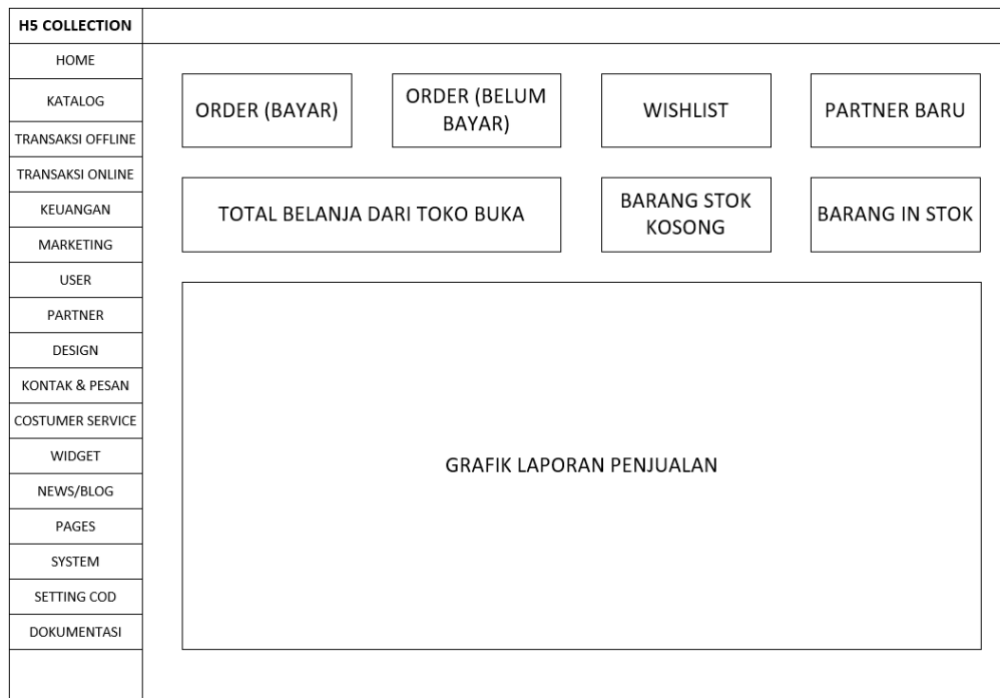 H5 COLLECTION
HOME
KATALOG
TRANSAKSI OFFLINE
TRANSAKSI ONLINE
KEUANGAN
MARKETING
USER
PARTNER
DESIGN
KONTAK & PESAN
COSTUMER SERVICE
WIDGET
NEWS/BLOG
PAGES
SYSTEM
SETTING COD
DOKUMENTASI
ORDER (BAYAR)
ORDER (BELUM
BAYAR)
WISHLIST
PARTNER BARU
TOTAL BELANJA DARI TOKO BUKA
BARANG STOK
KOSONG
BARANG IN STOK
GRAFIK LAPORAN PENJUALAN